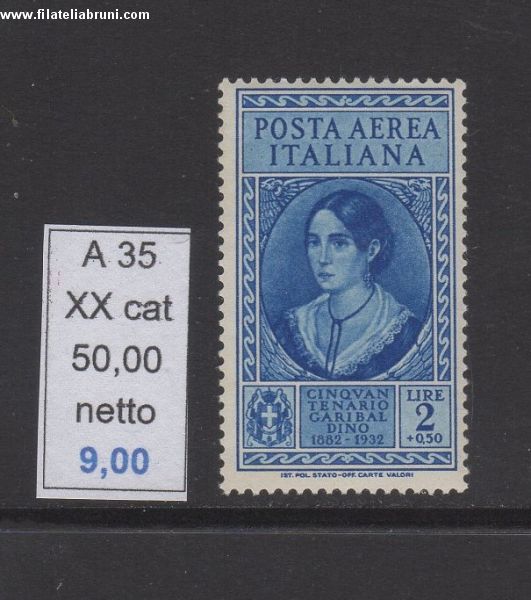 www.filateliabruni.com
A 35
XX cat
50,00
netto
9,00
POSTA AEREA
ITALIANA
CINQVAN
TENARIO
GARIBAL
DINO
1882-1932
LIRE
2
+0,50
IST. POL. STATO-OFF. CARTE VALORI